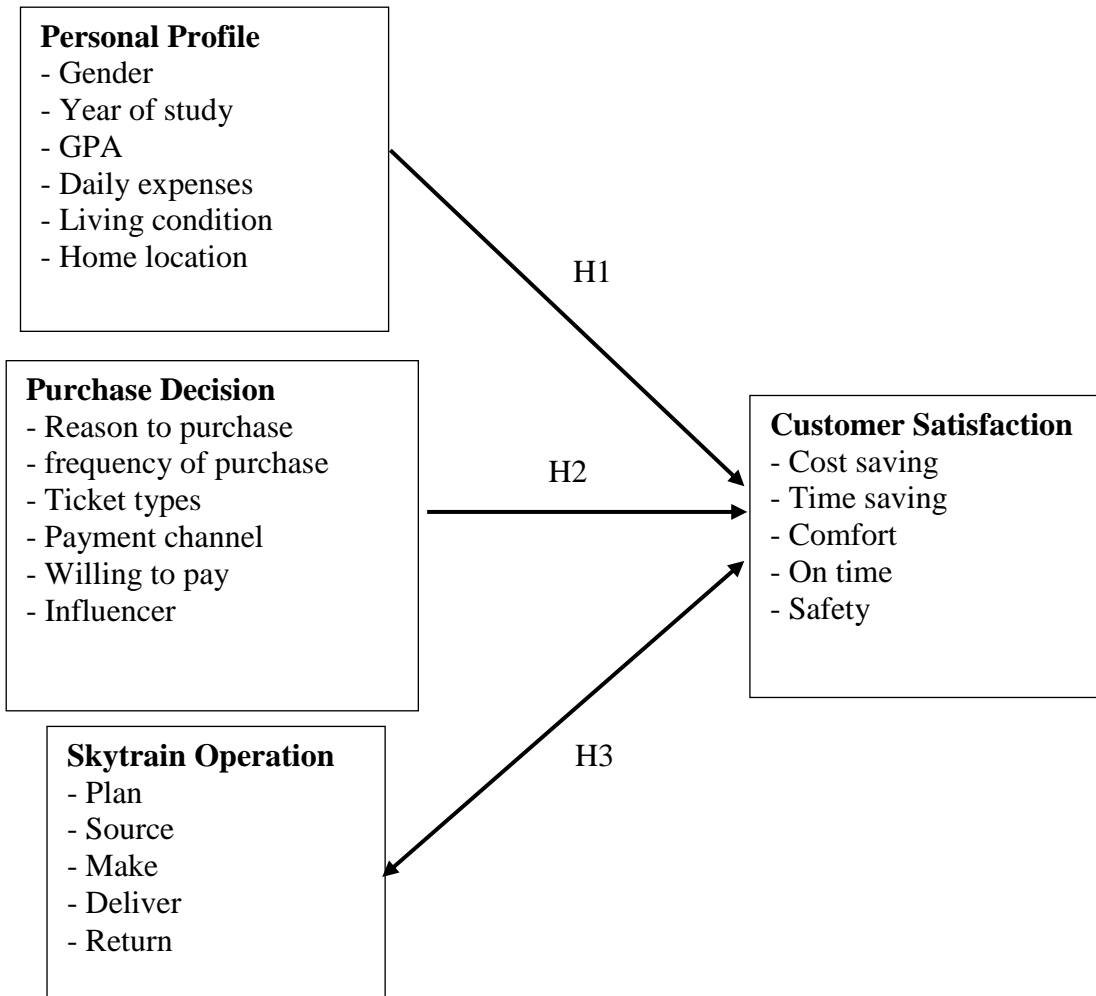 Personal Profile
- Gender
- Year of study
- GPA
- Daily expenses
- Living condition
- Home location
H1
Purchase Decision
- Reason to purchase
- frequency of purchase
- Ticket types
- Payment channel
- Willing to pay
- Influencer
H2
Customer Satisfaction
- Cost saving
- Time saving
- Comfort
- On time
- Safety
H3
Skytrain Operation
- Plan
- Source
- Make
- Deliver
- Return